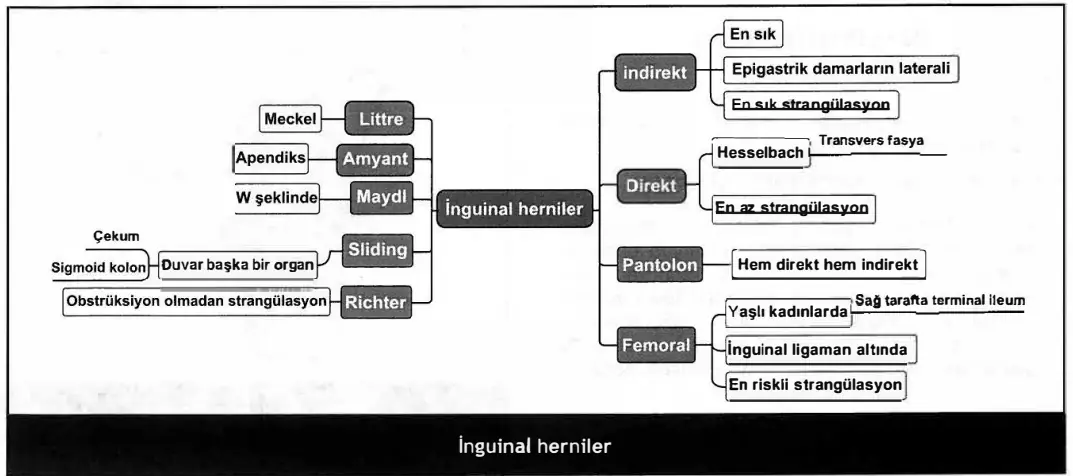 Meckel
Littre
Apendiks
Amyant
W şeklinde
Maydl
Çekum
Sigmoid kolon
Duvar başka bir organ
Sliding
Obstrüksiyon olmadan strangülasyon
Richter
İnguinal herniler
indirekt
En sık
Epigastrik damarların laterali
En sık strangülasyon
Direkt
Hesselbach
Transvers fasya
En az strangülasyon
Pantolon
Hem direkt hem indirekt
Femoral
Yaşlı kadınlarda
Sağ tarafta terminal ileum
İnguinal ligaman altında
En riskli strangülasyon
İnguinal herniler